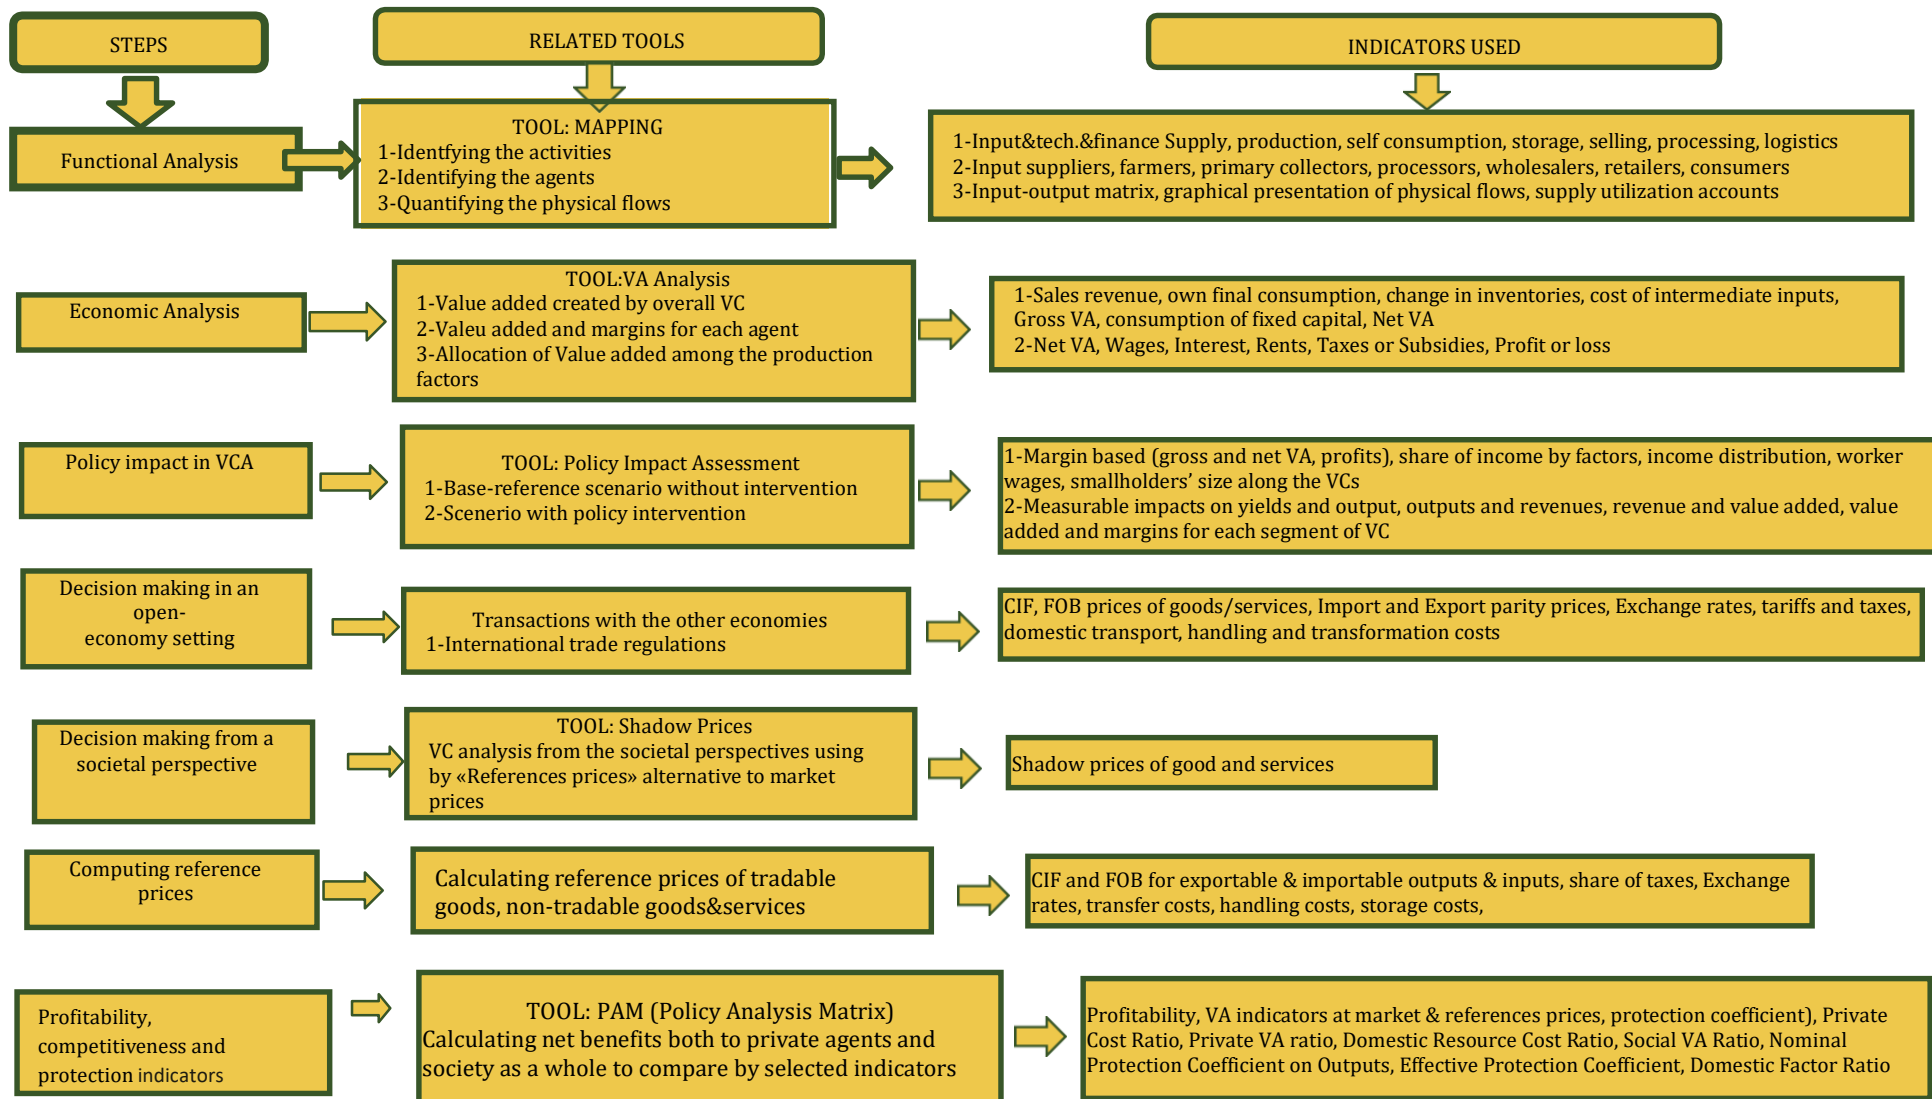 STEPS
RELATED TOOLS
INDICATORS USED
Functional Analysis
TOOL: MAPPING
1-Identfying the activities
2-Identifying the agents
3-Quantifying the physical flows
1-Input&tech.&finance Supply, production, self consumption, storage, selling, processing, logistics
2-Input suppliers, farmers, primary collectors, processors, wholesalers, retailers, consumers
3-Input-output matrix, graphical presentation of physical flows, supply utilization accounts
Economic Analysis
TOOL:VA Analysis
1-Value added created by overall VC
2-Valeu added and margins for each agent
3-Allocation of Value added among the production
factors
1-Sales revenue, own final consumption, change in inventories, cost of intermediate inputs,
Gross VA, consumption of fixed capital, Net VA
2-Net VA, Wages, Interest, Rents, Taxes or Subsidies, Profit or loss
Policy impact in VCA
TOOL: Policy Impact Assessment
1-Base-reference scenario without intervention
2-Scenerio with policy intervention
1-Margin based (gross and net VA, profits), share of income by factors, income distribution, worker
wages, smallholders’ size along the VCs
2-Measurable impacts on yields and output, outputs and revenues, revenue and value added, value
added and margins for each segment of VC
Decision making in an
open-
economy setting
Transactions with the other economies
1-International trade regulations
CIF, FOB prices of goods/services, Import and Export parity prices, Exchange rates, tariffs and taxes,
domestic transport, handling and transformation costs
Decision making from a
societal perspective
TOOL: Shadow Prices
VC analysis from the societal perspectives using
by «References prices» alternative to market
prices
Shadow prices of good and services
Computing reference
prices
Calculating reference prices of tradable
goods, non-tradable goods&services
CIF and FOB for exportable & importable outputs & inputs, share of taxes, Exchange
rates, transfer costs, handling costs, storage costs,
Profitability,
competitiveness and
protection indicators
TOOL: PAM (Policy Analysis Matrix)
Calculating net benefits both to private agents and
society as a whole to compare by selected indicators
Profitability, VA indicators at market & references prices, protection coefficient), Private
Cost Ratio, Private VA ratio, Domestic Resource Cost Ratio, Social VA Ratio, Nominal
Protection Coefficient on Outputs, Effective Protection Coefficient, Domestic Factor Ratio